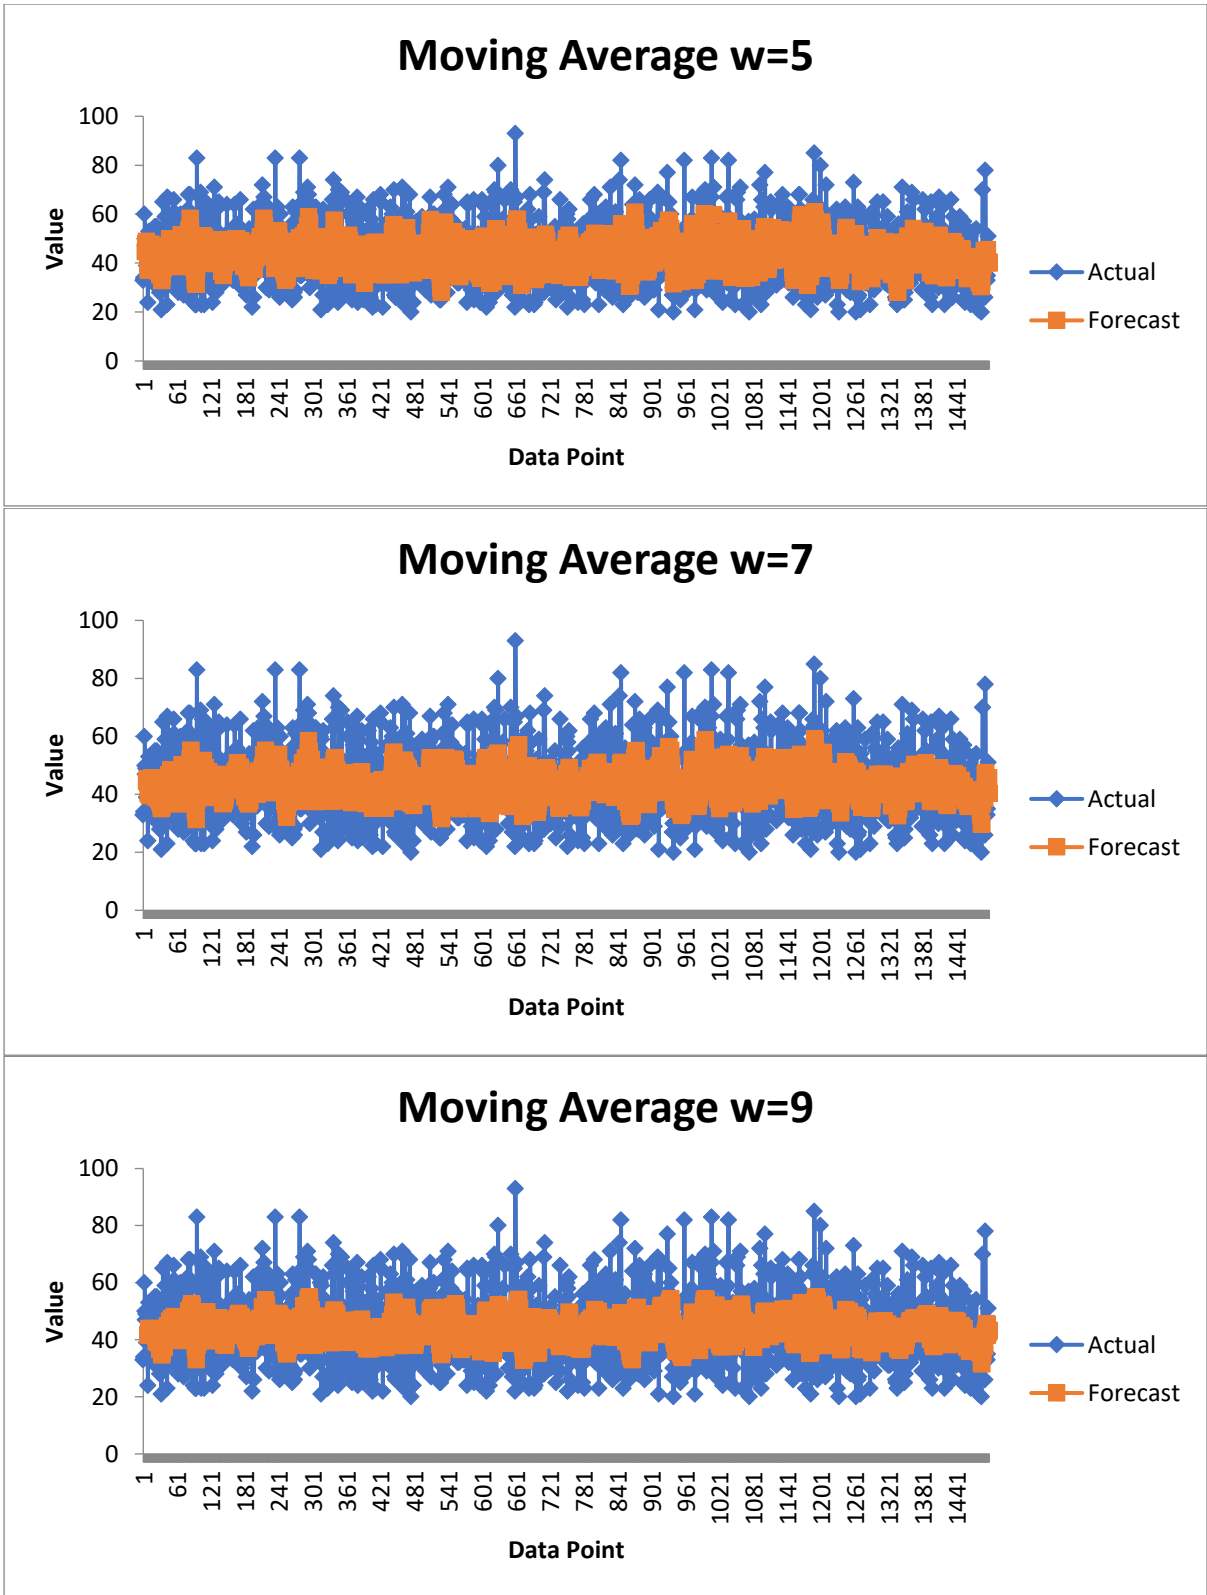 Moving Average w=5
100
80
60
40
20
0
Value
1 61 121 181 241 301 361 421 481 541 601 661 721 781 841 901 961 1021 1081 1141 1201 1261 1321 1381 1441
Data Point
Actual
Forecast
Moving Average w=7
100
80
60
40
20
0
Value
1 61 121 181 241 301 361 421 481 541 601 661 721 781 841 901 961 1021 1081 1141 1201 1261 1321 1381 1441
Data Point
Actual
Forecast
Moving Average w=9
100
80
60
40
20
0
Value
1 61 121 181 241 301 361 421 481 541 601 661 721 781 841 901 961 1021 1081 1141 1201 1261 1321 1381 1441
Data Point
Actual
Forecast